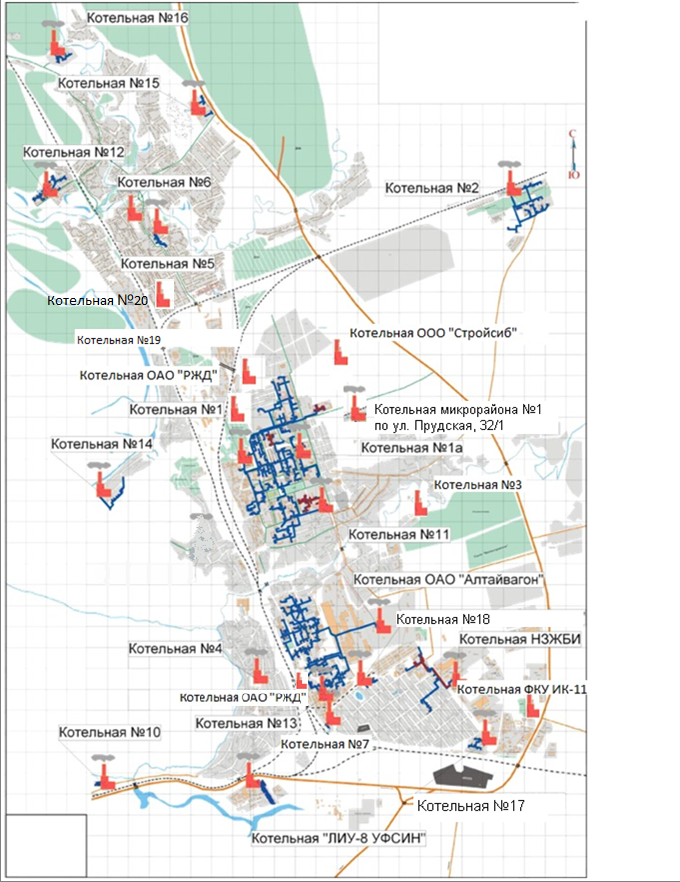 Котельная №16
Котельная №15
С
Ю
Котельная №12
Котельная №6
Котельная №2
Котельная №5
Котельная №20
Котельная №19
Котельная ООО "Стройсиб"
Котельная ОАО "РЖД"
Котельная №1
Котельная микрорайона №1
по ул. Прудская, 32/1
Котельная №14
Котельная №1а
Котельная №3
Котельная №11
Котельная ОАО "Алтайвагон"
Котельная №18
Котельная НЗЖБИ
Котельная №4
Котельная ФКУ ИК-11
Котельная ОАО "РЖД"
Котельная №13
Котельная №10
Котельная №7
Котельная №17
Котельная "ЛИУ-8 УФСИН"